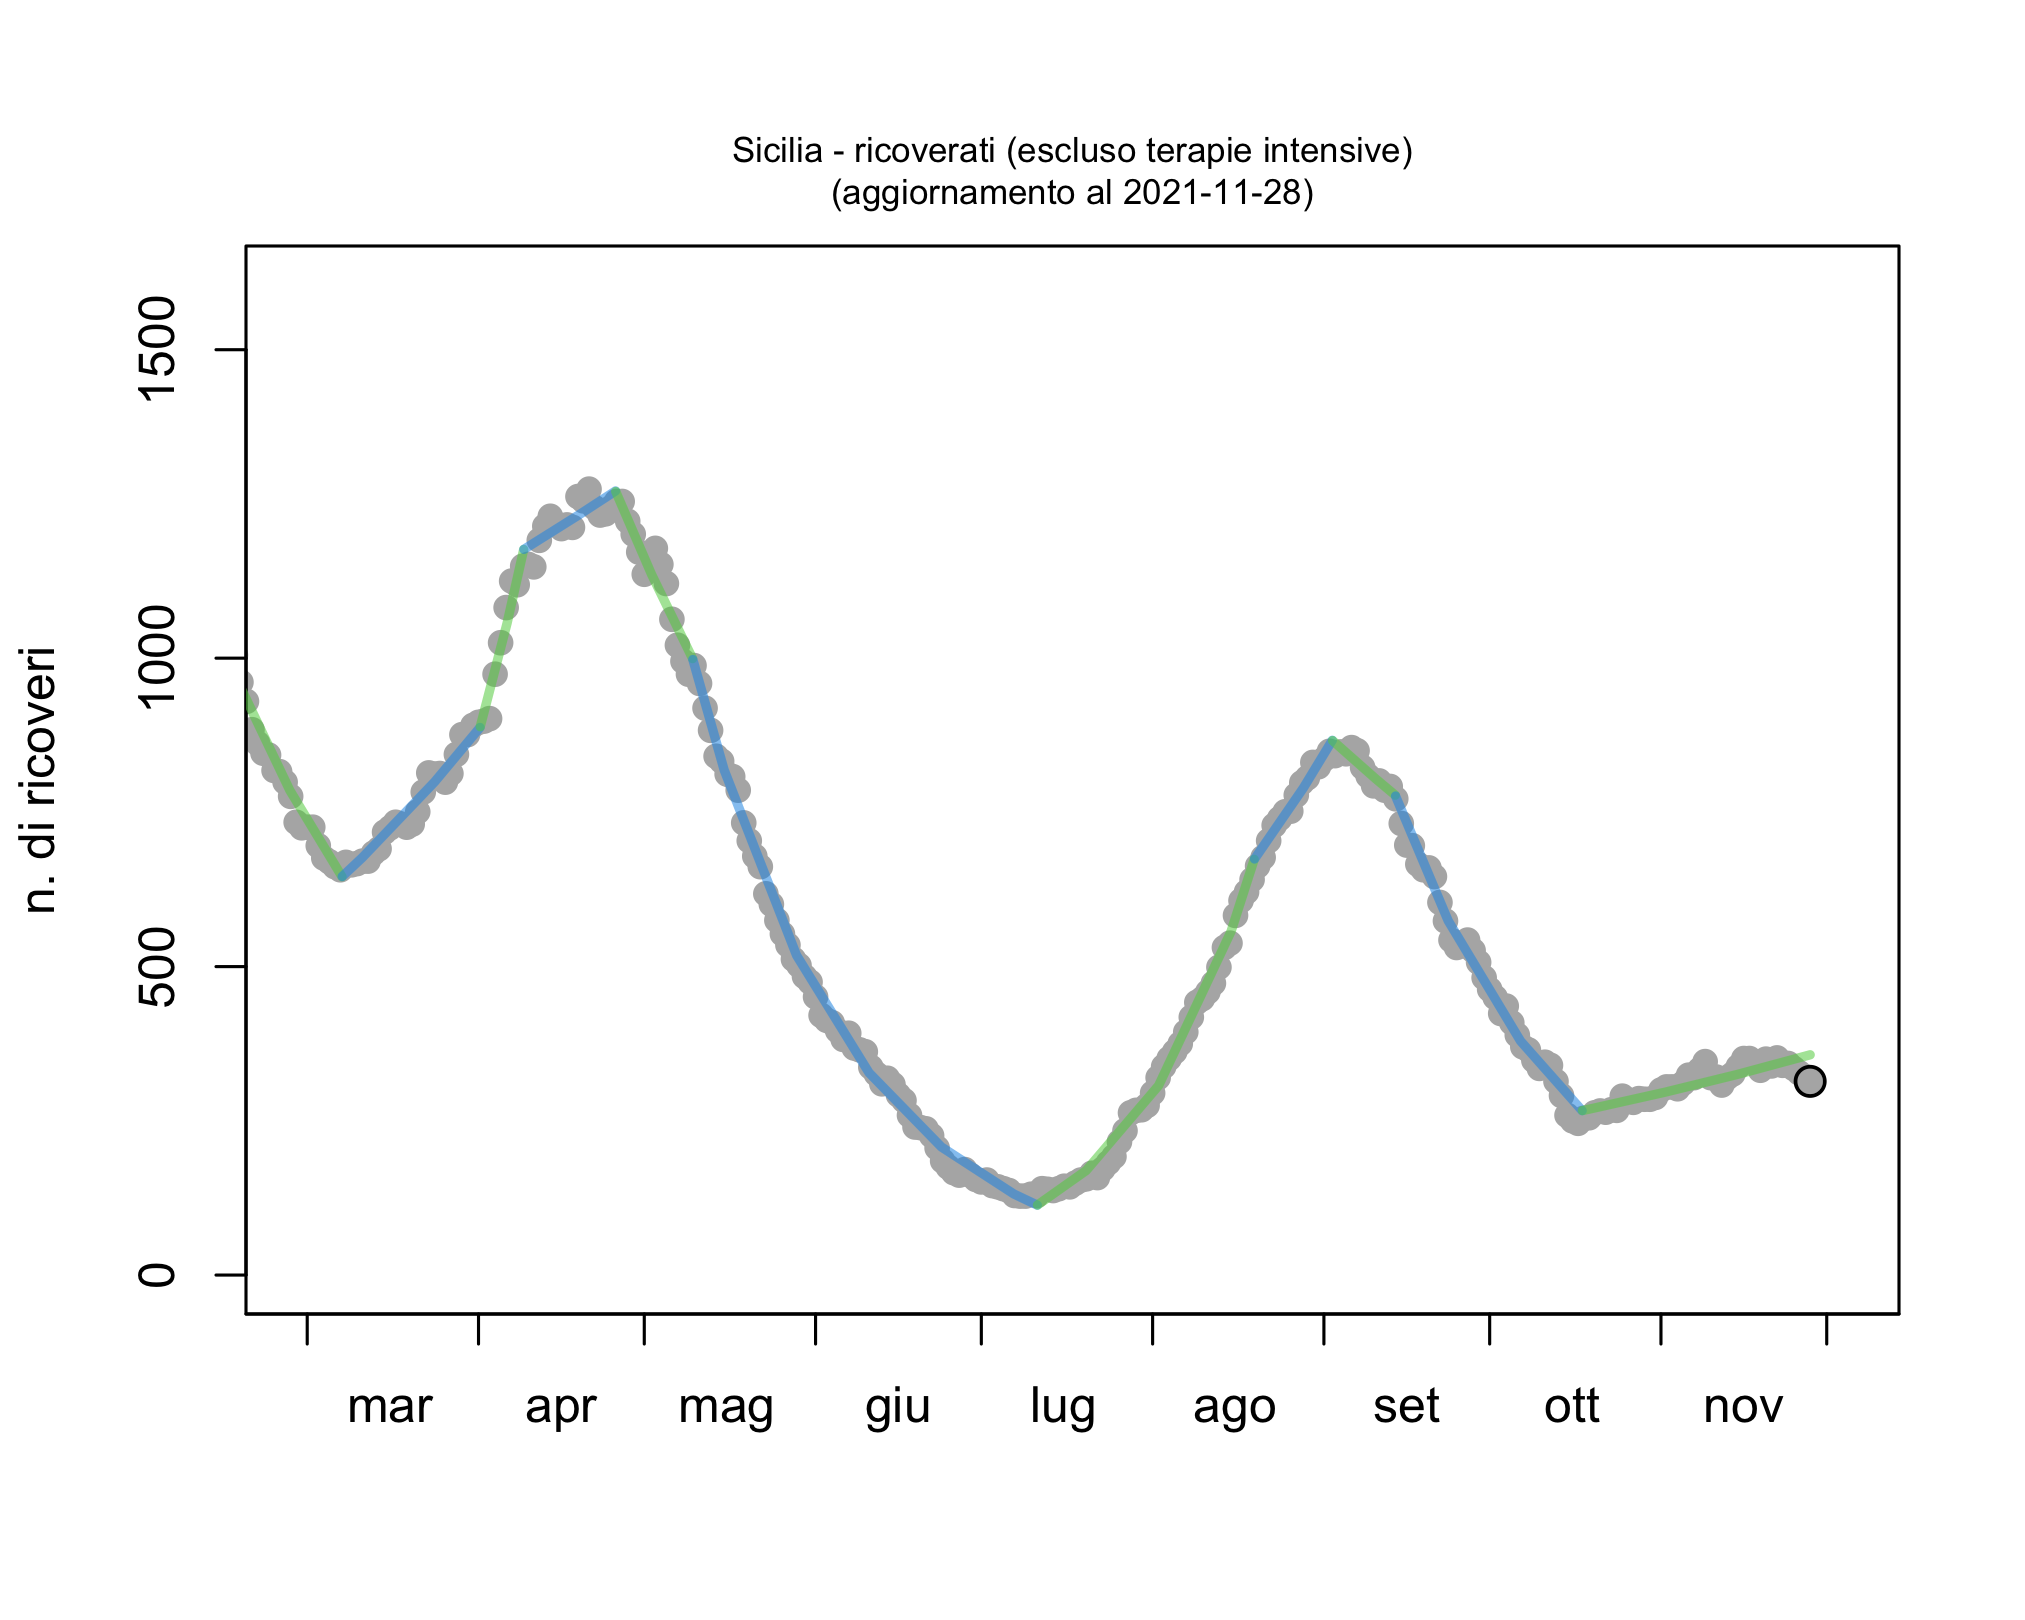 Sicilia - ricoverati (escluso terapie intensive)
(aggiornamento al 2021-11-28)
n. di ricoveri
1500
1000
500
0
mar apr mag giu lug ago set ott nov